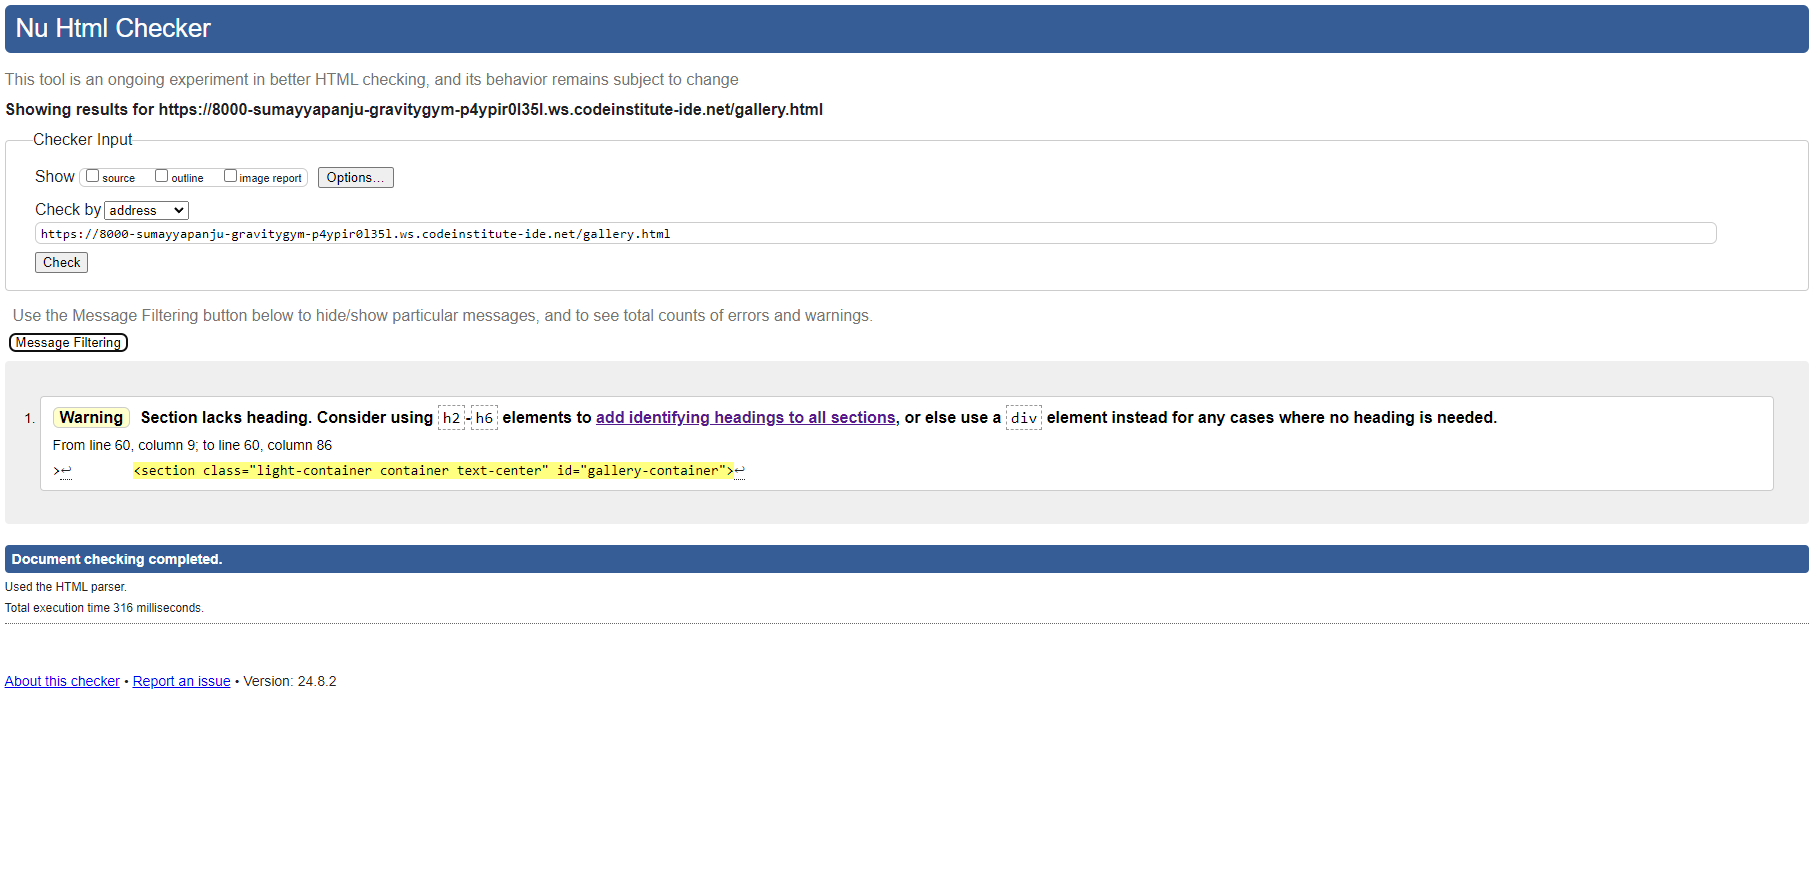 Nu Html Checker
This tool is an ongoing experiment in better HTML checking, and its behavior remains subject to change
Showing results for https://8000-sumayyapanju-gravitygym-p4ypir0l35l.ws.codeinstitute-ide.net/gallery.html
Checker Input
Show source outline image report Options...
Check by address
https://8000-sumayyapanju-gravitygym-p4ypir0l35l.ws.codeinstitute-ide.net/gallery.html
Check
Use the Message Filtering button below to hide/show particular messages, and to see total counts of errors and warnings.
Message Filtering
1. Warning Section lacks heading. Consider using h2-h6 elements to add identifying headings to all sections, or else use a div element instead for any cases where no heading is needed.
From line 60, column 9; to line 60, column 86
>↩ <section class="light-container container text-center" id="gallery-container">↩
Document checking completed.
Used the HTML parser.
Total execution time 316 milliseconds.
About this checker • Report an issue • Version: 24.8.2